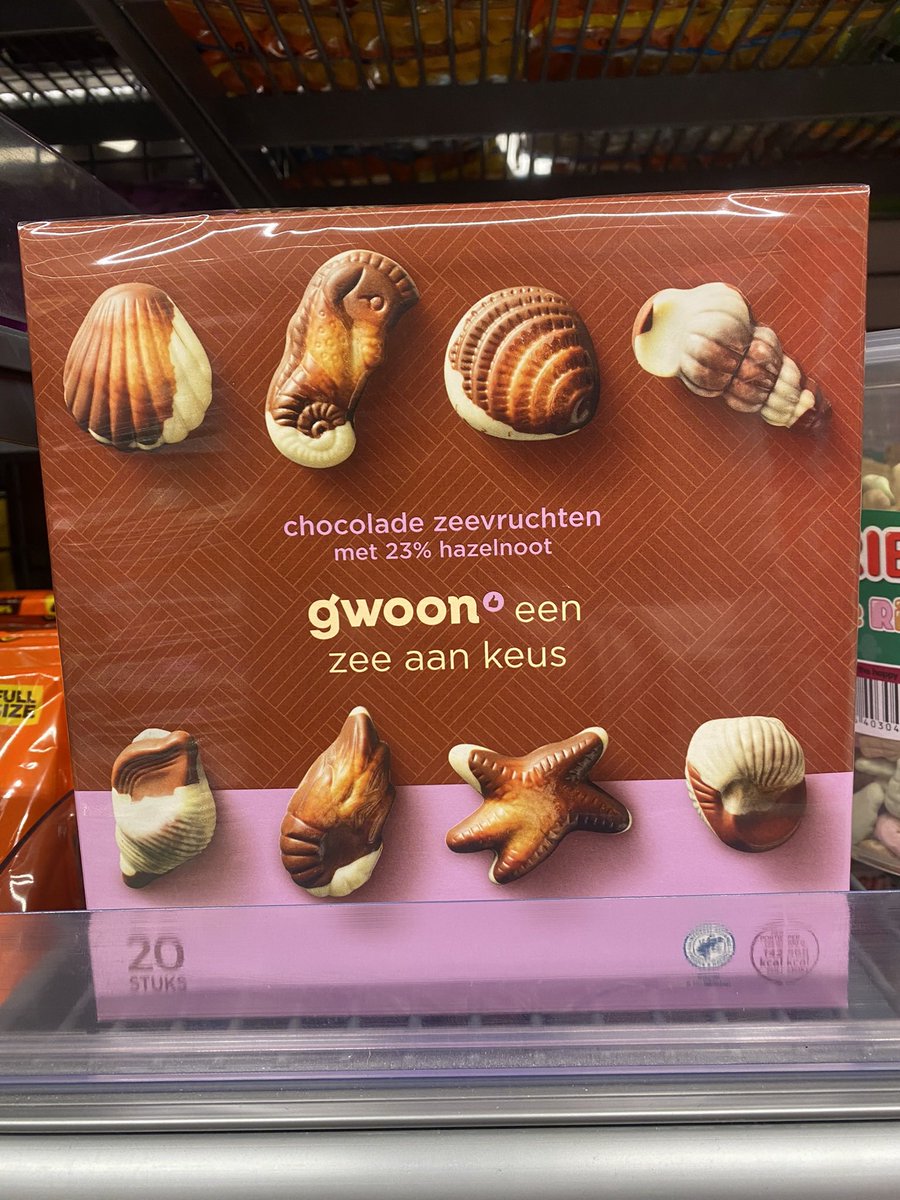 chocolade zeevruchten
met 23% hazelnoot
gwoon een
zee aan keus
FULL
SIZE
20
STUKS